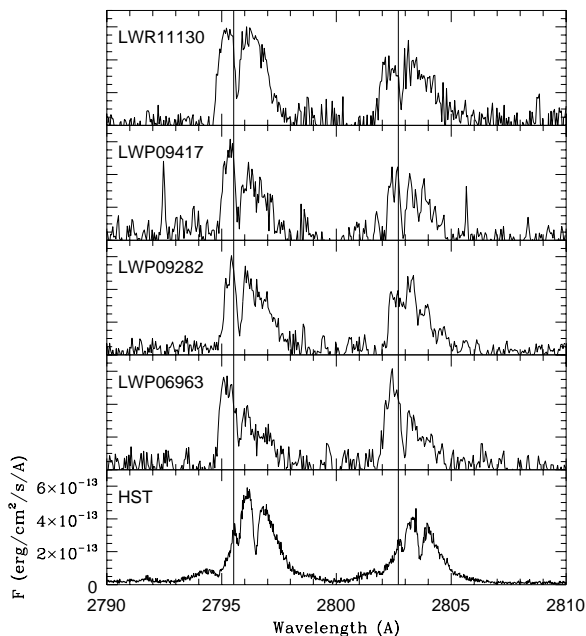 LWR11130
LWP09417
LWP09282
LWP06963
HST
6×10⁻¹³
4×10⁻¹³
2×10⁻¹³
0
F (erg/cm²/s/A)
2790 2795 2800 2805 2810
Wavelength (A)